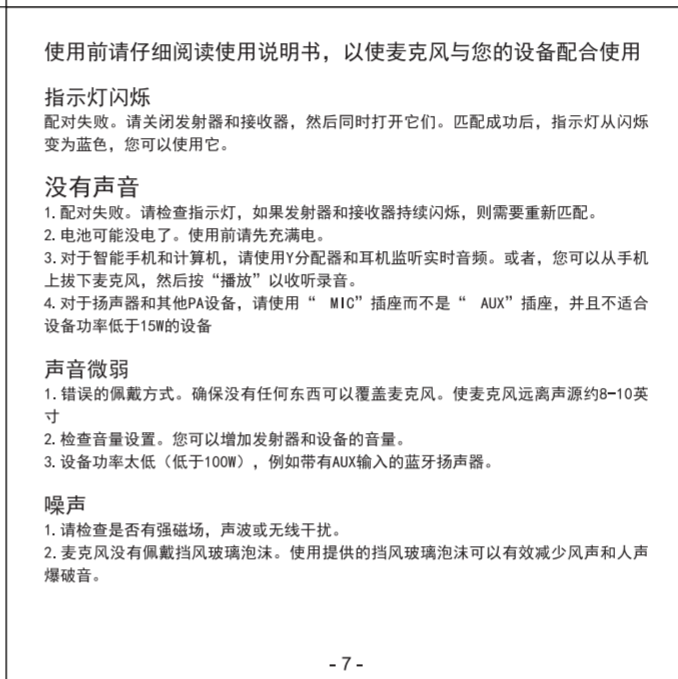 使用前请仔细阅读使用说明书，以使麦克风与您的设备配合使用
指示灯闪烁
配对失败。请关闭发射器和接收器，然后同时打开它们。匹配成功后，指示灯从闪烁
变为蓝色，您可以使用它。
没有声音
1.配对失败。请检查指示灯，如果发射器和接收器持续闪烁，则需要重新匹配。
2.电池可能没电了。使用前请先充满电。
3.对于智能手机和计算机，请使用Y分配器和耳机监听实时音频。或者，您可以从手机
上拔下麦克风，然后按“播放”以收听录音。
4.对于扬声器和其他PA设备，请使用“ MIC”插座而不是“ AUX”插座，并且不适合
设备功率低于15W的设备
声音微弱
1.错误的佩戴方式。确保没有任何东西可以覆盖麦克风。使麦克风远离声源约8-10英
寸
2.检查音量设置。您可以增加发射器和设备的音量。
3.设备功率太低（低于100W），例如带有AUX输入的蓝牙扬声器。
噪声
1.请检查是否有强磁场，声波或无线干扰。
2.麦克风没有佩戴挡风玻璃泡沫。使用提供的挡风玻璃泡沫可以有效减少风声和人声
爆破音。
-7-